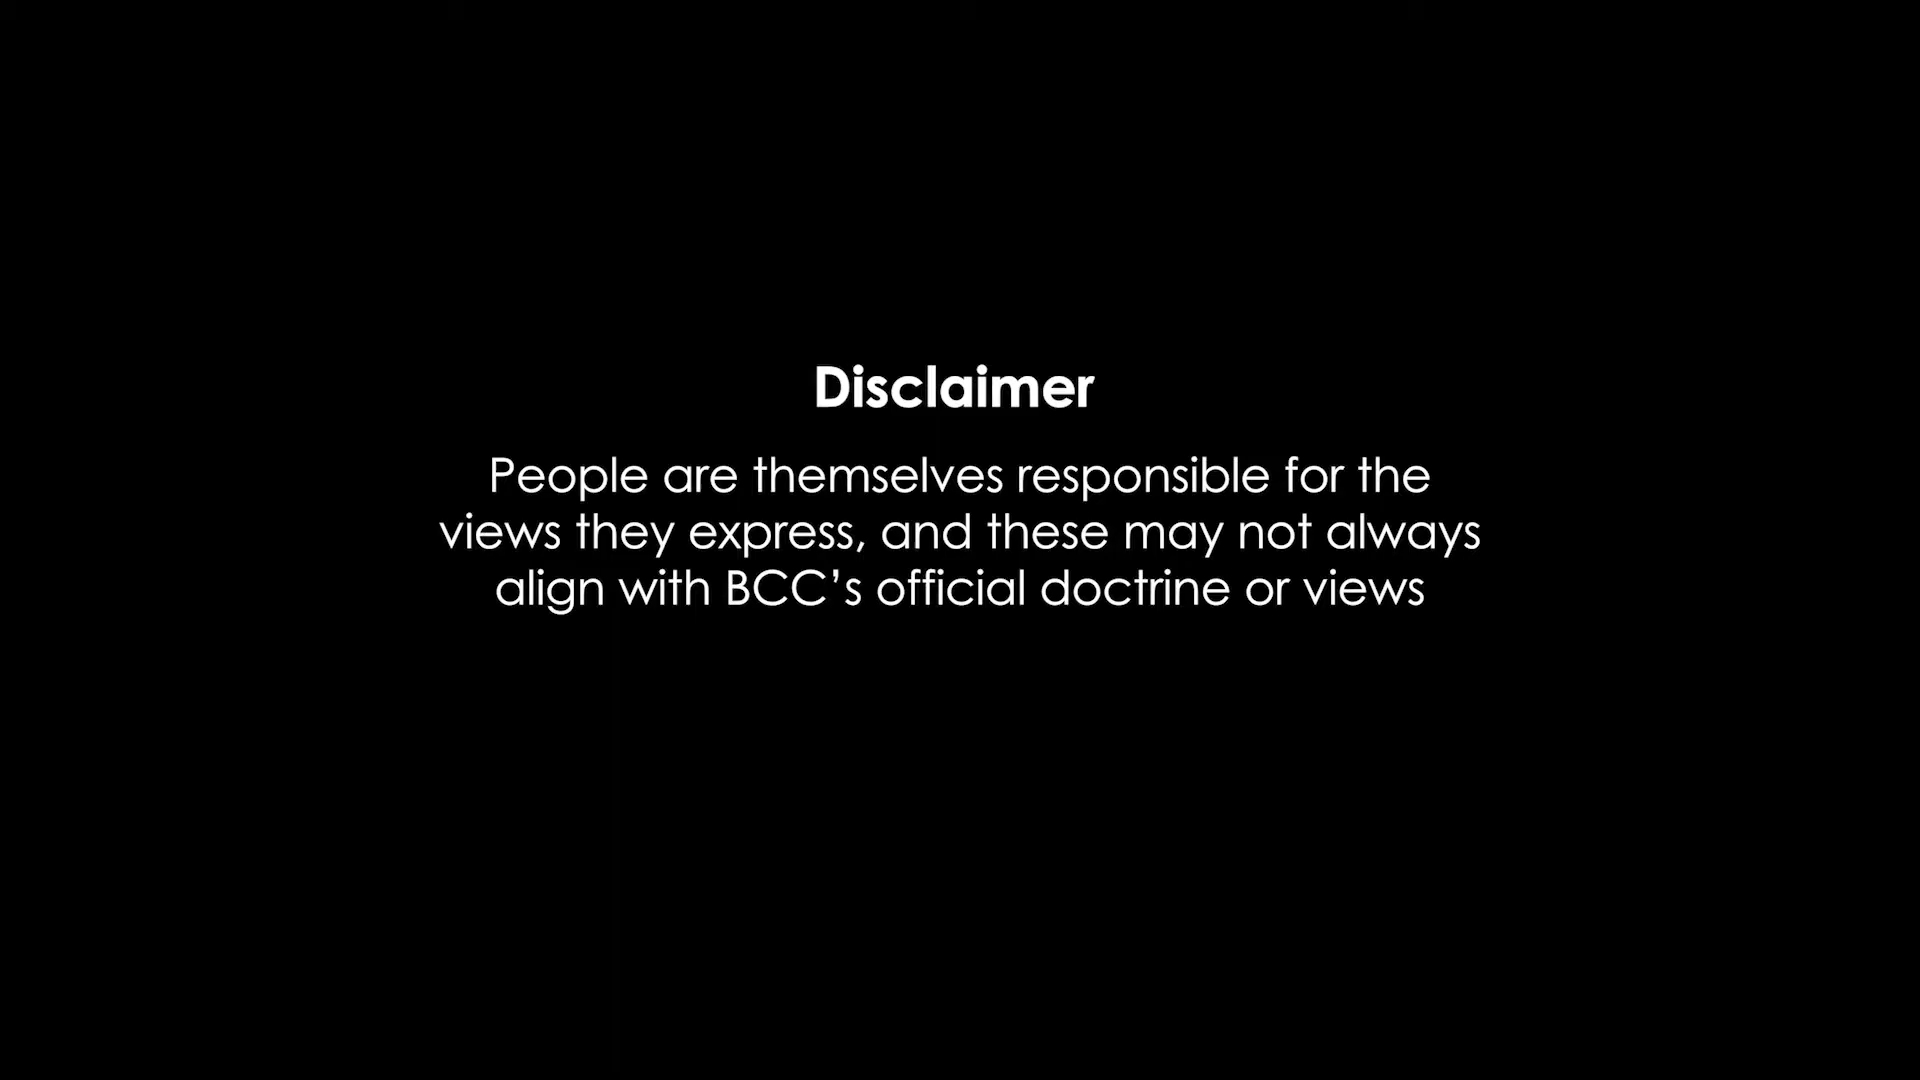 Disclaimer
People are themselves responsible for the
views they express, and these may not always
align with BCC’s official doctrine or views